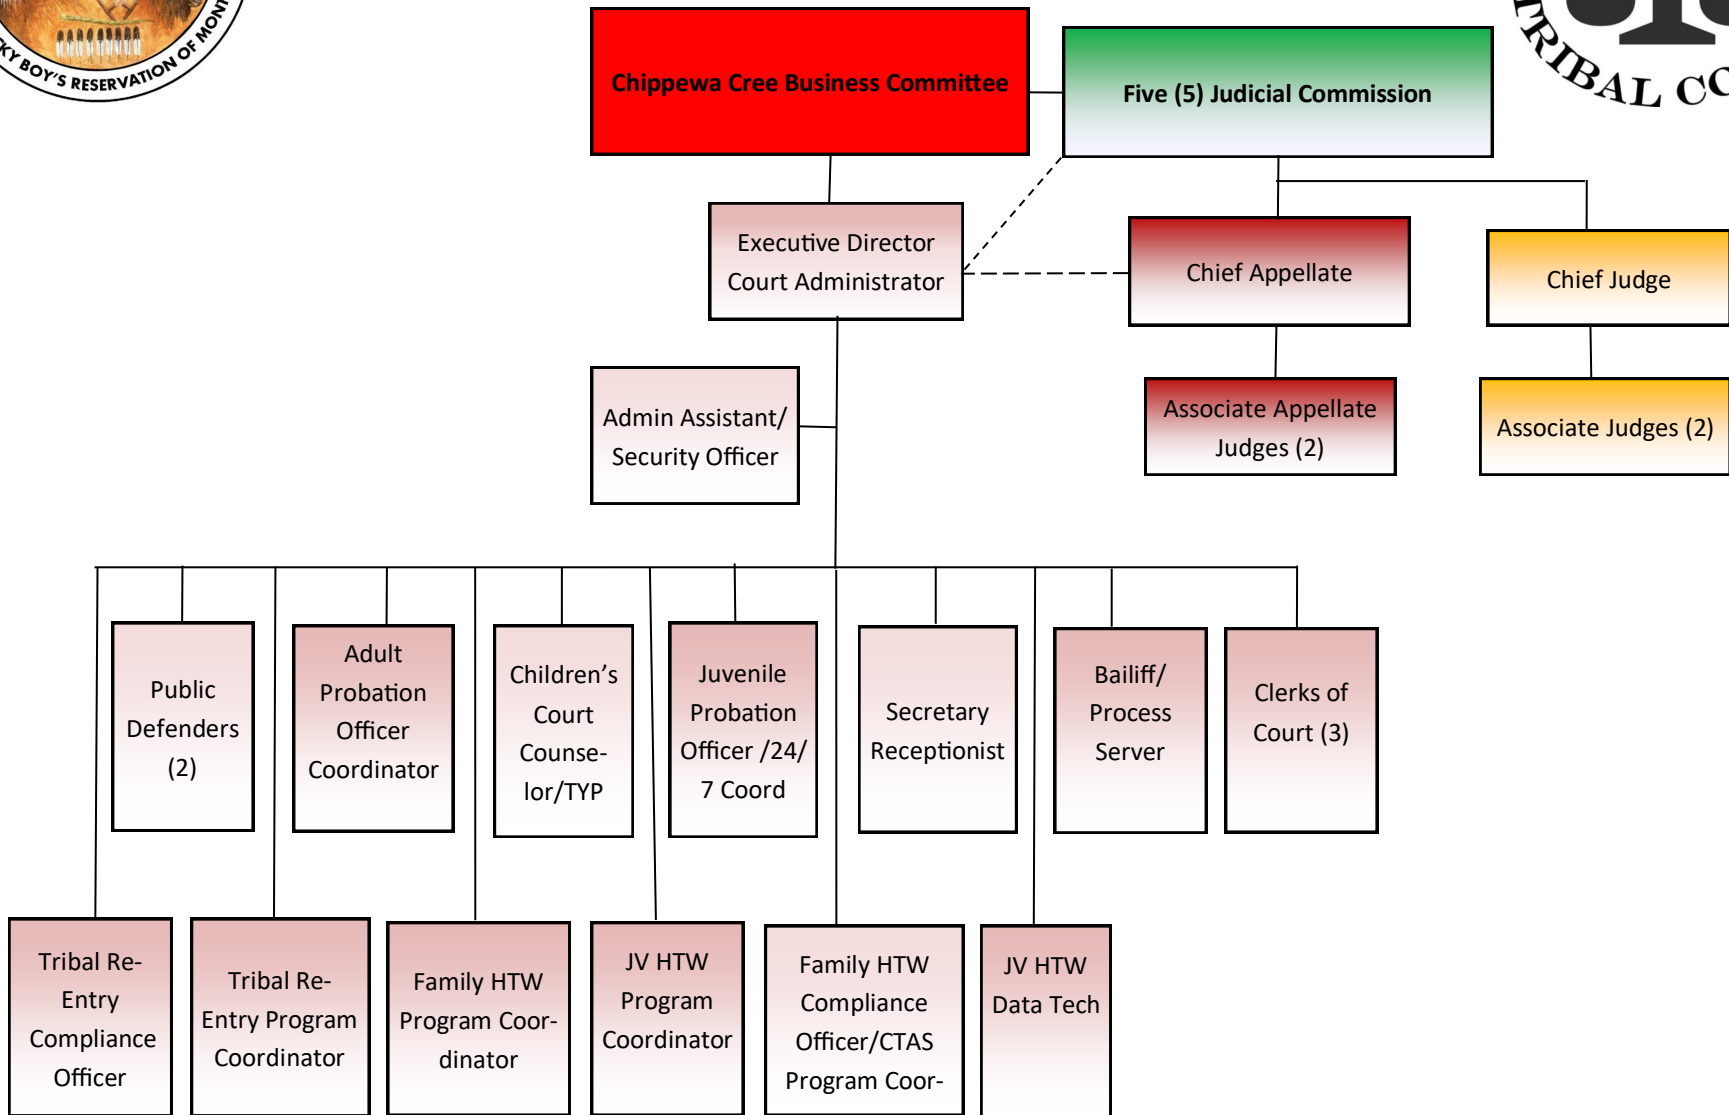 KY BOY'S RESERVATION OF MON
TRIBAL CO
Chippewa Cree Business Committee
Five (5) Judicial Commission
Executive Director
Court Administrator
Chief Appellate
Chief Judge
Admin Assistant/
Security Officer
Associate Appellate
Judges (2)
Associate Judges (2)
Public
Defenders
(2)
Adult
Probation
Officer
Coordinator
Children's
Court
Counse-
lor/TYP
Juvenile
Probation
Officer /24/
7 Coord
Secretary
Receptionist
Bailiff/
Process
Server
Clerks of
Court (3)
Tribal Re-
Entry
Compliance
Officer
Tribal Re-
Entry Program
Coordinator
Family HTW
Program Coor-
dinator
JV HTW
Program
Coordinator
Family HTW
Compliance
Officer/CTAS
Program Coor-
JV HTW
Data Tech